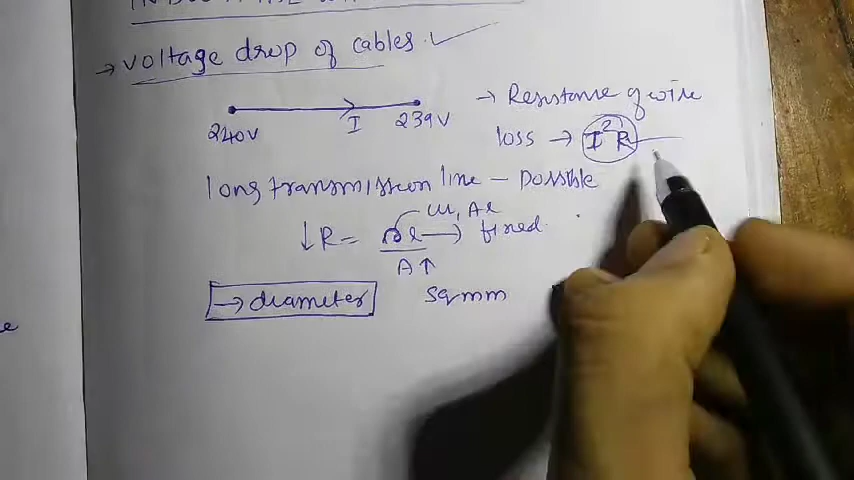 → voltage drop of cables. ✓
→ Resistance of wire
240V I 239V
loss → I²R
long transmission line - possible
cu, Al
↓ R = ρl → fixed
A ↑
→ diameter sqmm
e